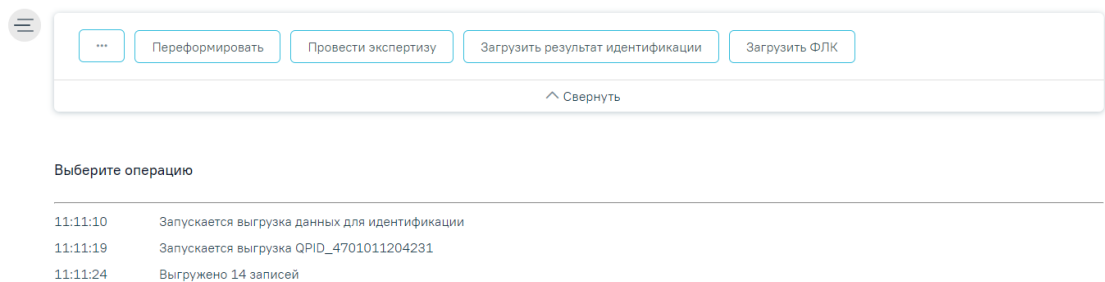 ··· Переформировать Провести экспертизу Загрузить результат идентификации Загрузить ФЛК
Свернуть
Выберите операцию
11:11:10 Запускается выгрузка данных для идентификации
11:11:19 Запускается выгрузка QPID_4701011204231
11:11:24 Выгружено 14 записей